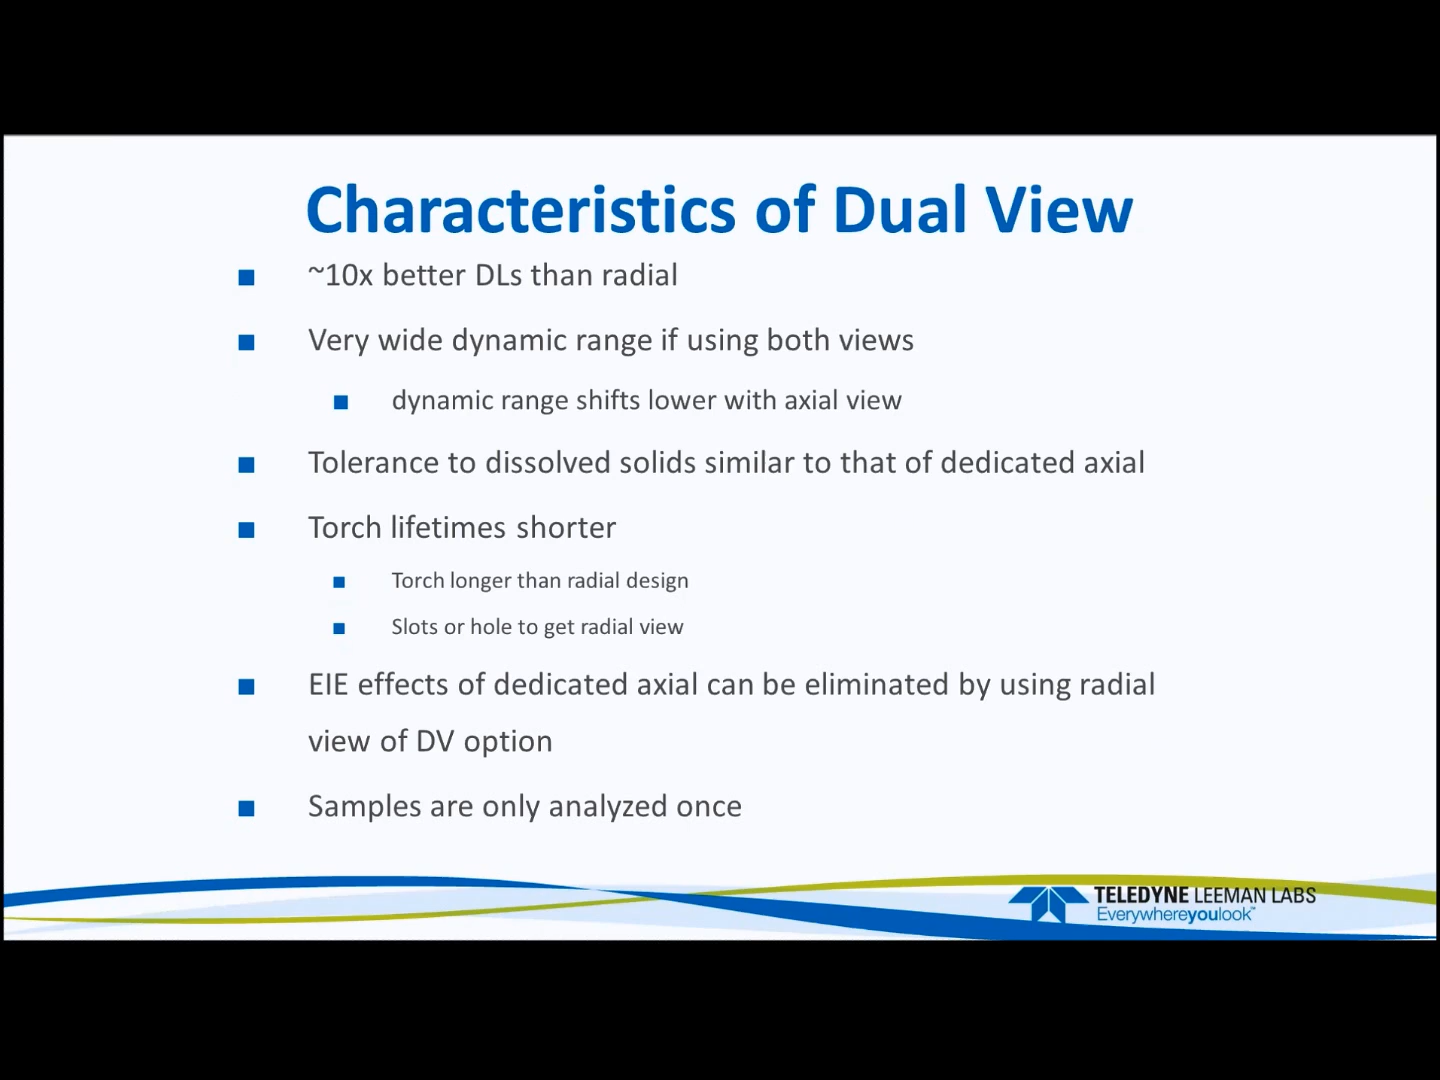 Characteristics of Dual View
~10x better DLs than radial
Very wide dynamic range if using both views
dynamic range shifts lower with axial view
Tolerance to dissolved solids similar to that of dedicated axial
Torch lifetimes shorter
Torch longer than radial design
Slots or hole to get radial view
EIE effects of dedicated axial can be eliminated by using radial
view of DV option
Samples are only analyzed once
TELEDYNE LEEMAN LABS
Everywhereyoulook™